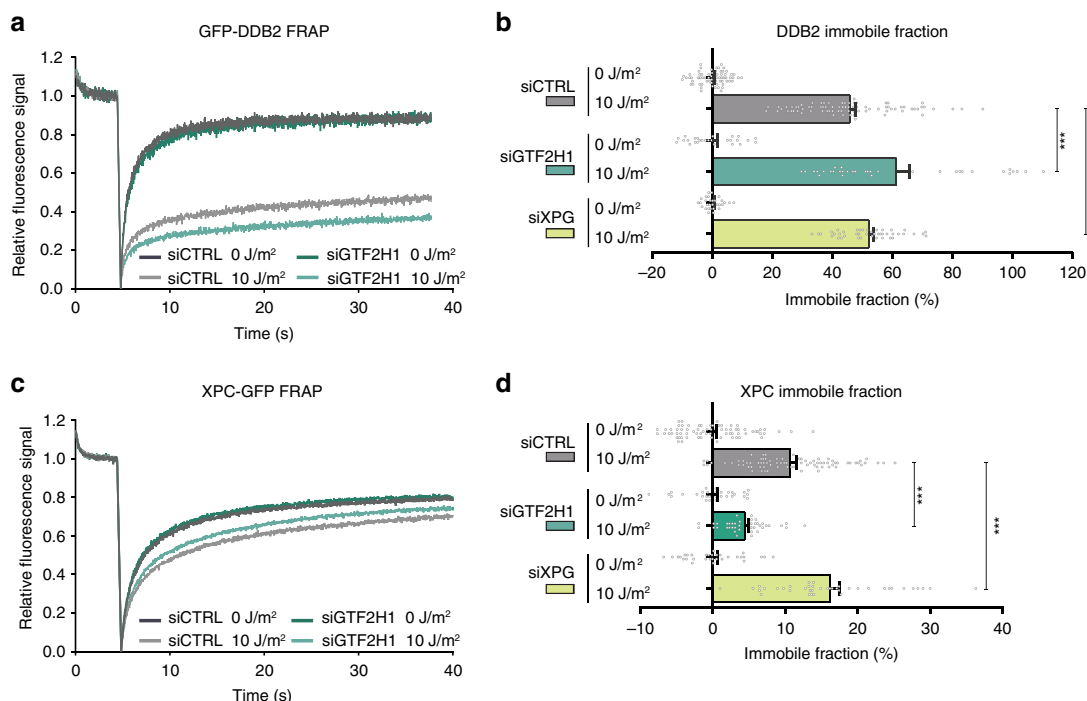 a
GFP-DDB2 FRAP
Relative fluorescence signal
1.2
1.0
0.8
0.6
0.4
0.2
0.0
siCTRL 0 J/m²
siGTF2H1 0 J/m²
siCTRL 10 J/m²
siGTF2H1 10 J/m²
0 10 20 30 40
Time (s)
b
DDB2 immobile fraction
siCTRL
0 J/m²
10 J/m²
siGTF2H1
0 J/m²
10 J/m²
siXPG
0 J/m²
10 J/m²
***
−20 0 20 40 60 80 100 120
Immobile fraction (%)
c
XPC-GFP FRAP
Relative fluorescence signal
1.2
1.0
0.8
0.6
0.4
0.2
0.0
siCTRL 0 J/m²
siGTF2H1 0 J/m²
siCTRL 10 J/m²
siGTF2H1 10 J/m²
0 10 20 30 40
Time (s)
d
XPC immobile fraction
siCTRL
0 J/m²
10 J/m²
siGTF2H1
0 J/m²
10 J/m²
siXPG
0 J/m²
10 J/m²
***
***
−10 0 10 20 30 40
Immobile fraction (%)